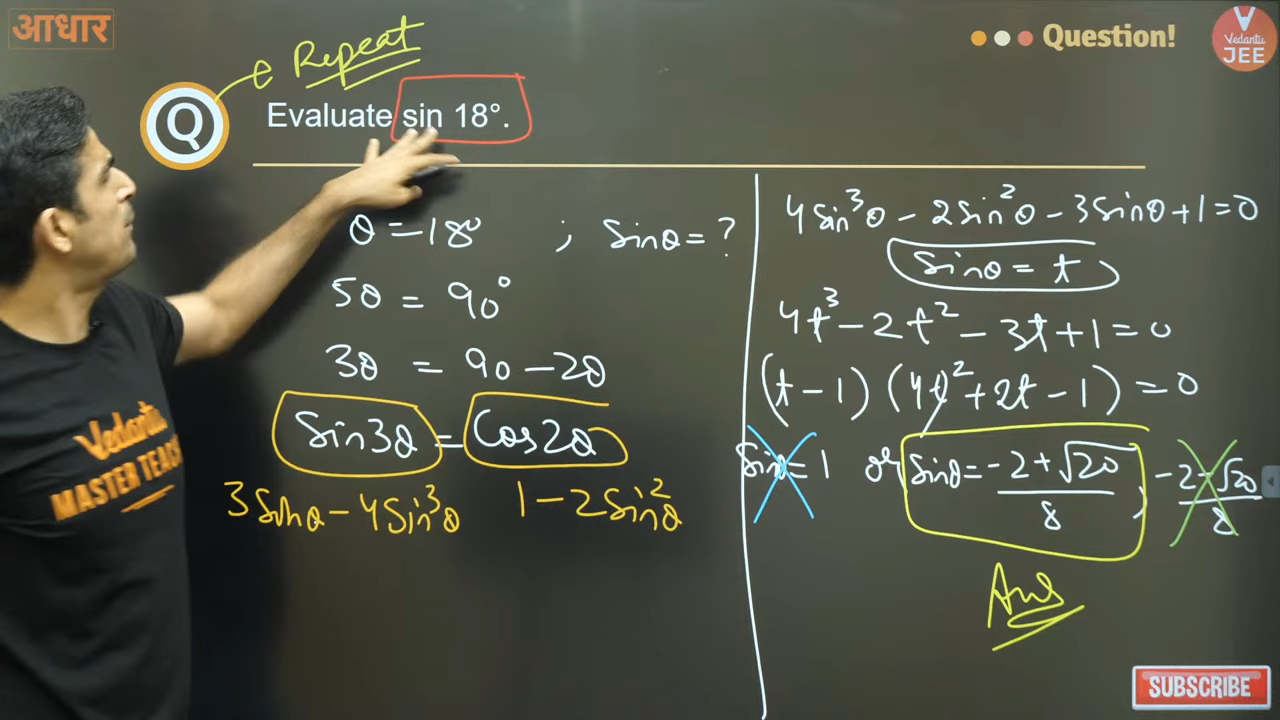 आधार
Repeat
Question!
Vedantu
JEE
Q
Evaluate sin 18°.
θ = 18° ; sinθ = ?
5θ = 90°
3θ = 90 - 2θ
Sin3θ = Cos2θ
3Sinθ - 4Sin³θ 1 - 2Sin²θ
4Sin³θ - 2Sin²θ - 3Sinθ + 1 = 0
Sinθ = t
4t³ - 2t² - 3t + 1 = 0
(t - 1) (4t² + 2t - 1) = 0
Sinθ = 1 or Sinθ = -2 + √20 / 8 , -2 - √20 / 8
Ans
Vedantu
MASTER TEAC
SUBSCRIBE